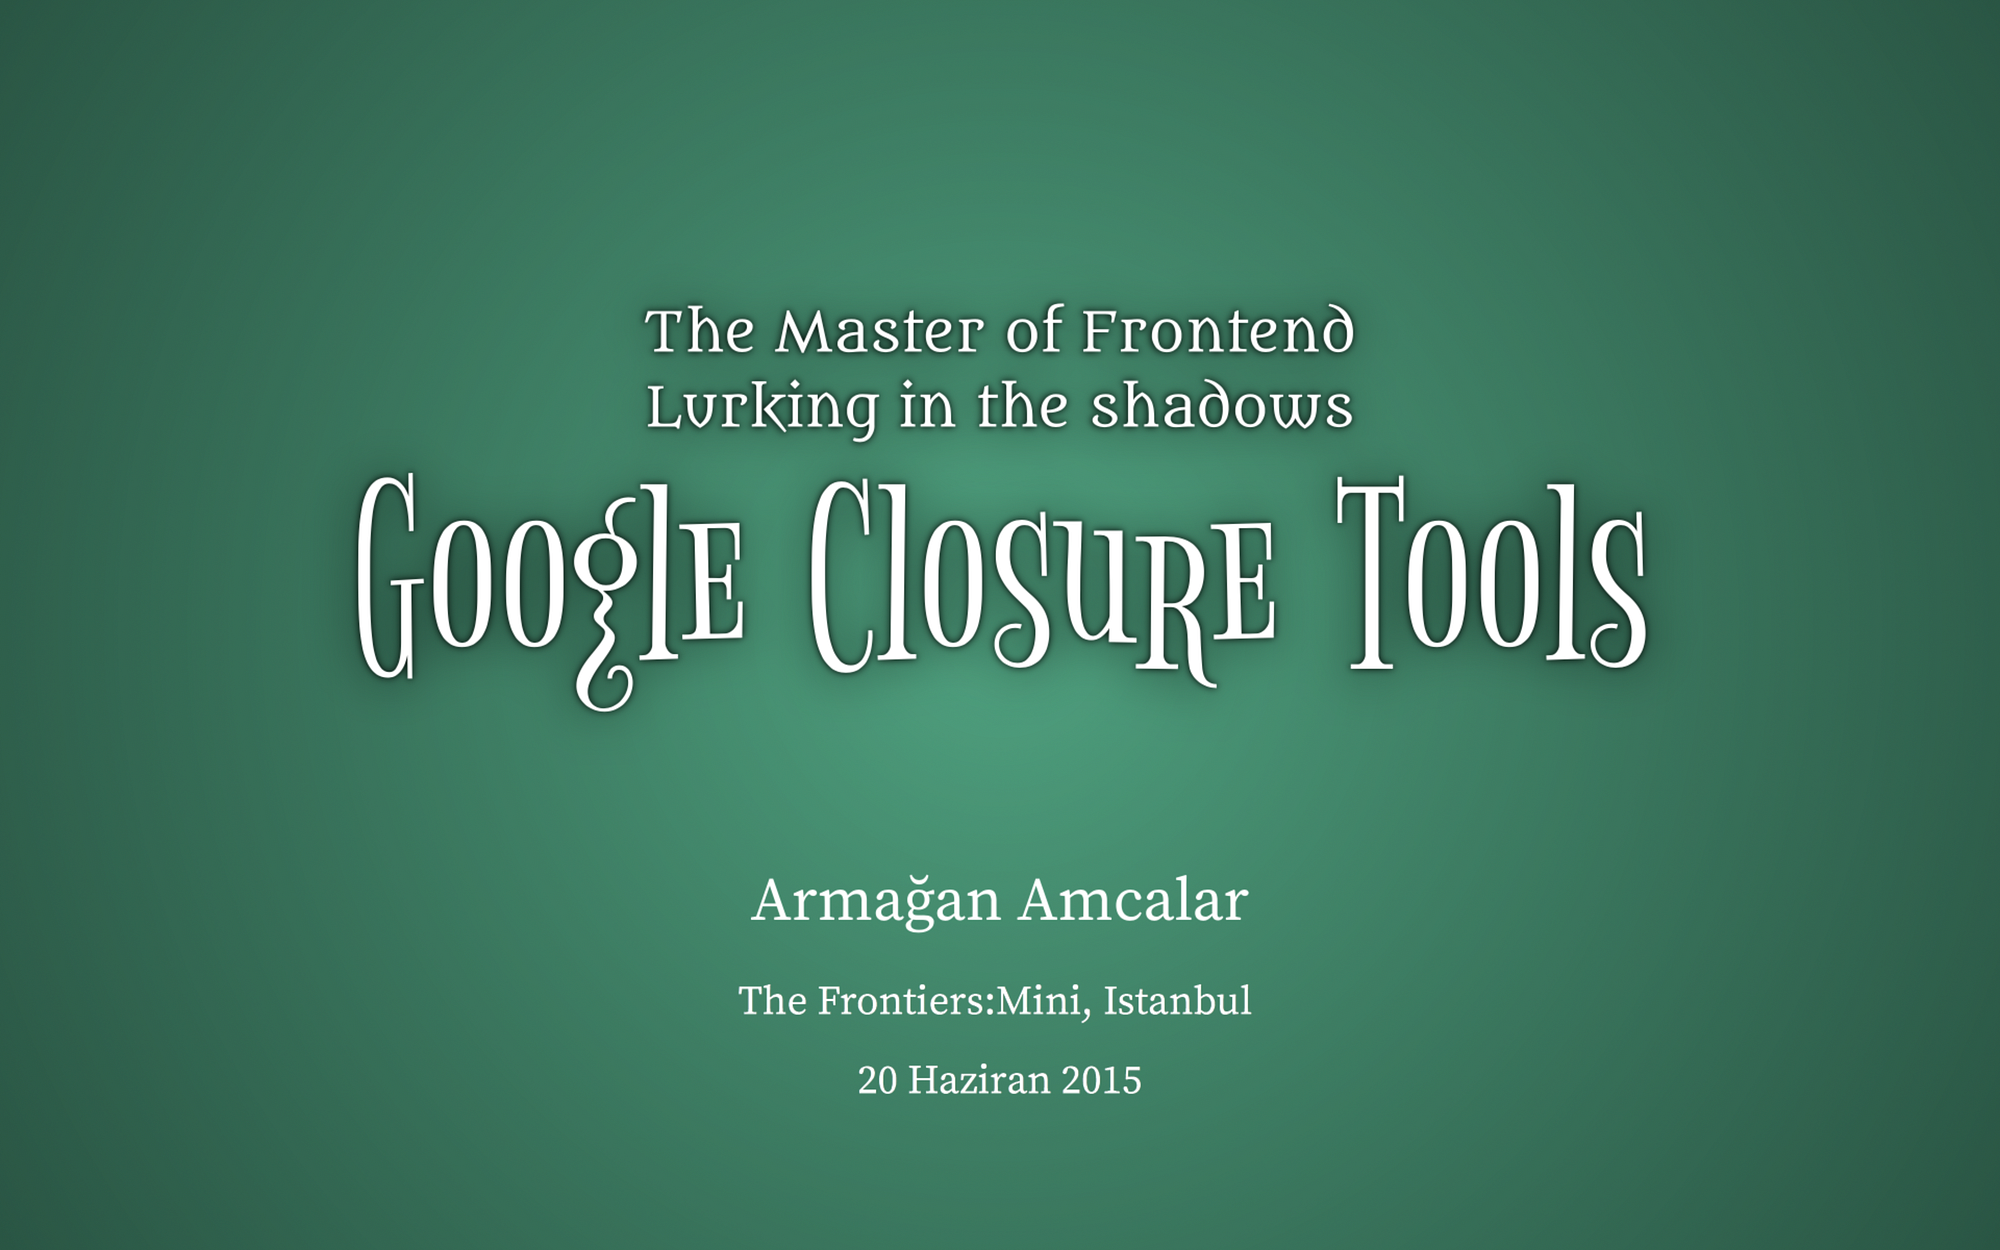 The Master of Frontend
Lurking in the shadows
Google Closure Tools
Armağan Amcalar
The Frontiers:Mini, Istanbul
20 Haziran 2015